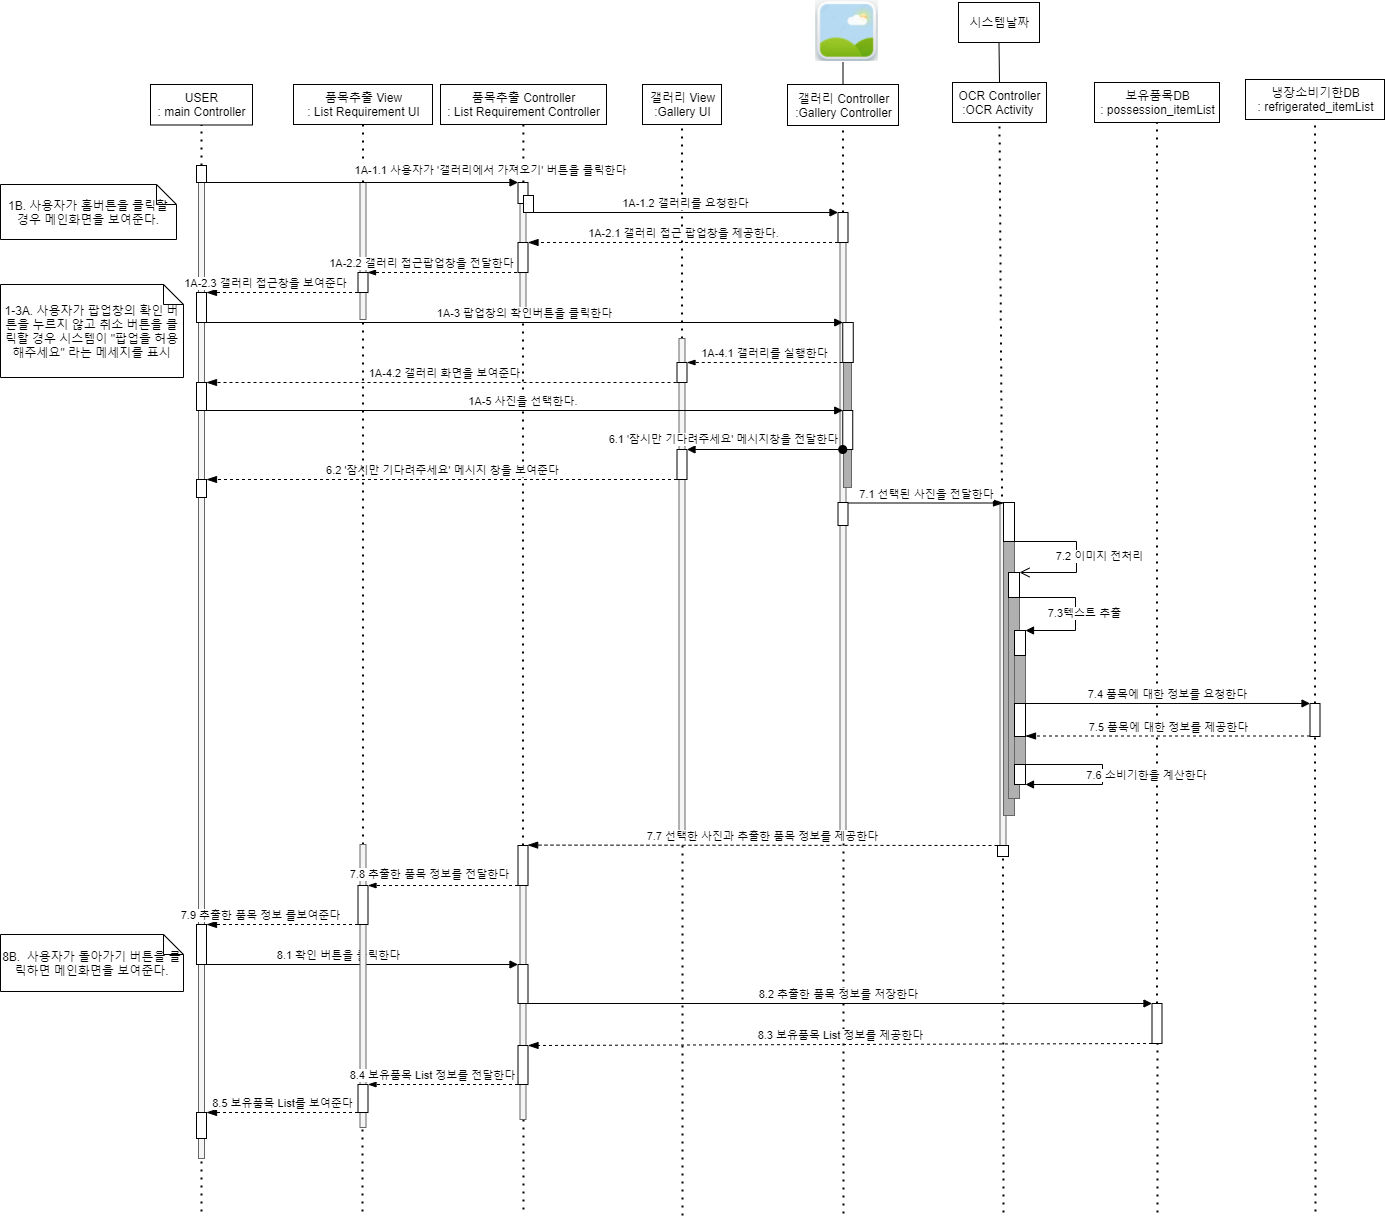 시스템날짜
USER
: main Controller
품목추출 View
: List Requirement UI
품목추출 Controller
: List Requirement Controller
갤러리 View
:Gallery UI
갤러리 Controller
:Gallery Controller
OCR Controller
:OCR Activity
보유품목DB
: possession_itemList
냉장소비기한DB
: refrigerated_itemList
1A-1.1 사용자가 '갤러리에서 가져오기' 버튼을 클릭한다
1B. 사용자가 홈버튼을 클릭할
경우 메인화면을 보여준다.
1A-1.2 갤러리를 요청한다
1A-2.1 갤러리 접근 팝업창을 제공한다.
1A-2.2 갤러리 접근팝업창을 전달한다
1A-2.3 갤러리 접근창을 보여준다
1-3A. 사용자가 팝업창의 확인 버
튼을 누르지 않고 취소 버튼을 클
릭할 경우 시스템이 "팝업을 허용
해주세요" 라는 메세지를 표시
1A-3 팝업창의 확인버튼을 클릭한다
1A-4.1 갤러리를 실행한다
1A-4.2 갤러리 화면을 보여준다
1A-5 사진을 선택한다.
6.1 '잠시만 기다려주세요' 메시지창을 전달한다
6.2 '잠시만 기다려주세요' 메시지 창을 보여준다
7.1 선택된 사진을 전달한다
7.2 이미지 전처리
7.3텍스트 추출
7.4 품목에 대한 정보를 요청한다
7.5 품목에 대한 정보를 제공한다
7.6 소비기한을 계산한다
7.7 선택한 사진과 추출한 품목 정보를 제공한다
7.8 추출한 품목 정보를 전달한다
7.9 추출한 품목 정보 를보여준다
8B.  사용자가 돌아가기 버튼을 클
릭하면 메인화면을 보여준다.
8.1 확인 버튼을 클릭한다
8.2 추출한 품목 정보를 저장한다
8.3 보유품목 List 정보를 제공한다
8.4 보유품목 List 정보를 전달한다
8.5 보유품목 List를 보여준다